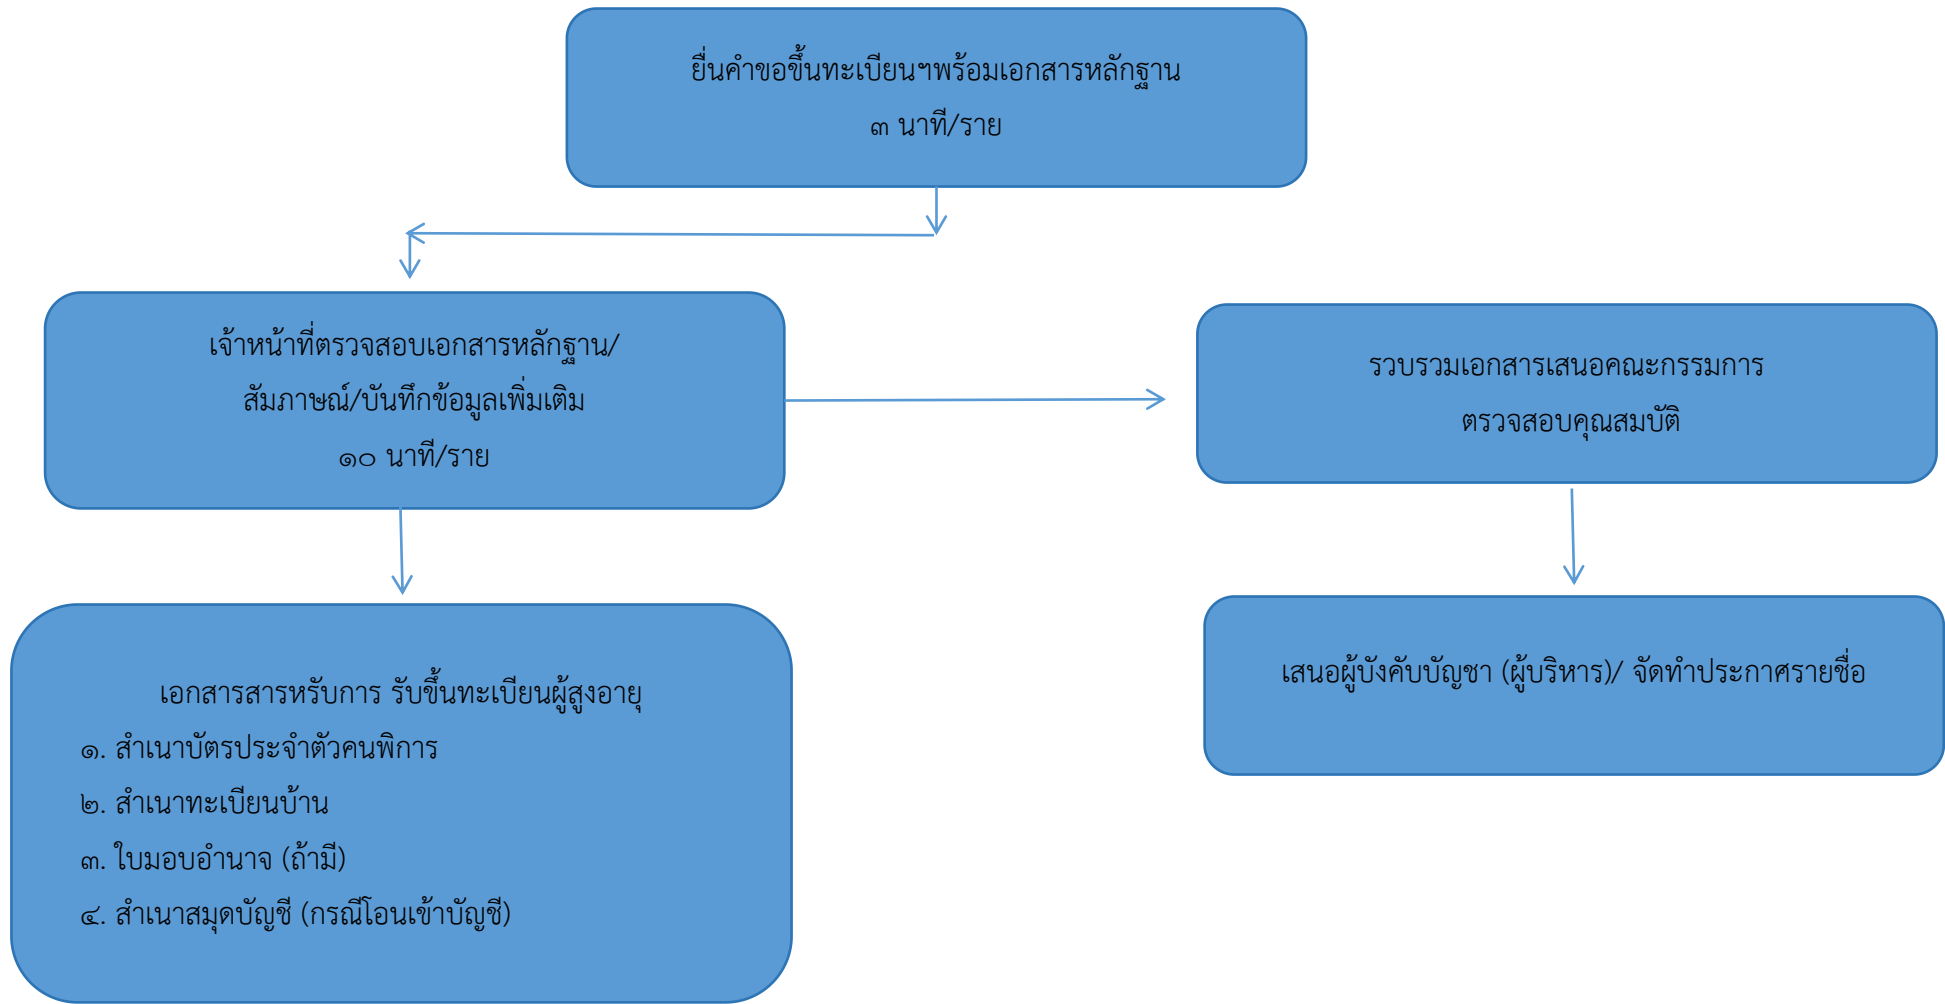 ยื่นคำขอขึ้นทะเบียนฯพร้อมเอกสารหลักฐาน
๓ นาที/ราย
เจ้าหน้าที่ตรวจสอบเอกสารหลักฐาน/
สัมภาษณ์/บันทึกข้อมูลเพิ่มเติม
๑๐ นาที/ราย
รวบรวมเอกสารเสนอคณะกรรมการ
ตรวจสอบคุณสมบัติ
เอกสารสารหรับการ รับขึ้นทะเบียนผู้สูงอายุ
๑. สำเนาบัตรประจำตัวคนพิการ
๒. สำเนาทะเบียนบ้าน
๓. ใบมอบอำนาจ (ถ้ามี)
๔. สำเนาสมุดบัญชี (กรณีโอนเข้าบัญชี)
เสนอผู้บังคับบัญชา (ผู้บริหาร)/ จัดทำประกาศรายชื่อ